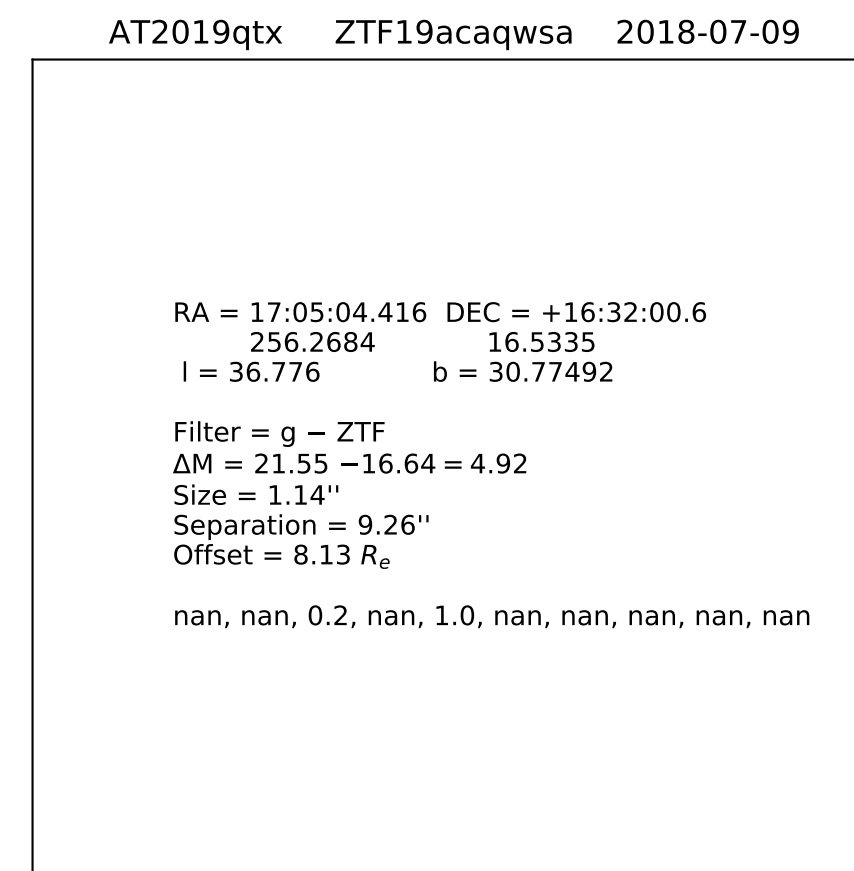 AT2019qtx ZTF19acaqwsa 2018-07-09
RA = 17:05:04.416 DEC = +16:32:00.6
256.2684 16.5335
l = 36.776 b = 30.77492
Filter = g − ZTF
ΔM = 21.55 −16.64 = 4.92
Size = 1.14''
Separation = 9.26''
Offset = 8.13 Re
nan, nan, 0.2, nan, 1.0, nan, nan, nan, nan, nan